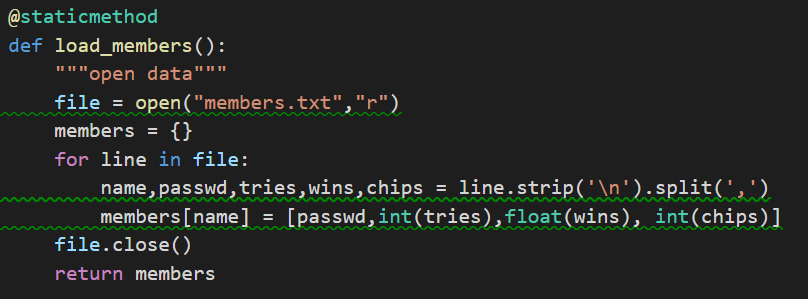 @staticmethod
def load_members():
    """open data"""
    file = open("members.txt","r")
    members = {}
    for line in file:
        name,passwd,tries,wins,chips = line.strip('\n').split(',')
        members[name] = [passwd,int(tries),float(wins), int(chips)]
    file.close()
    return members